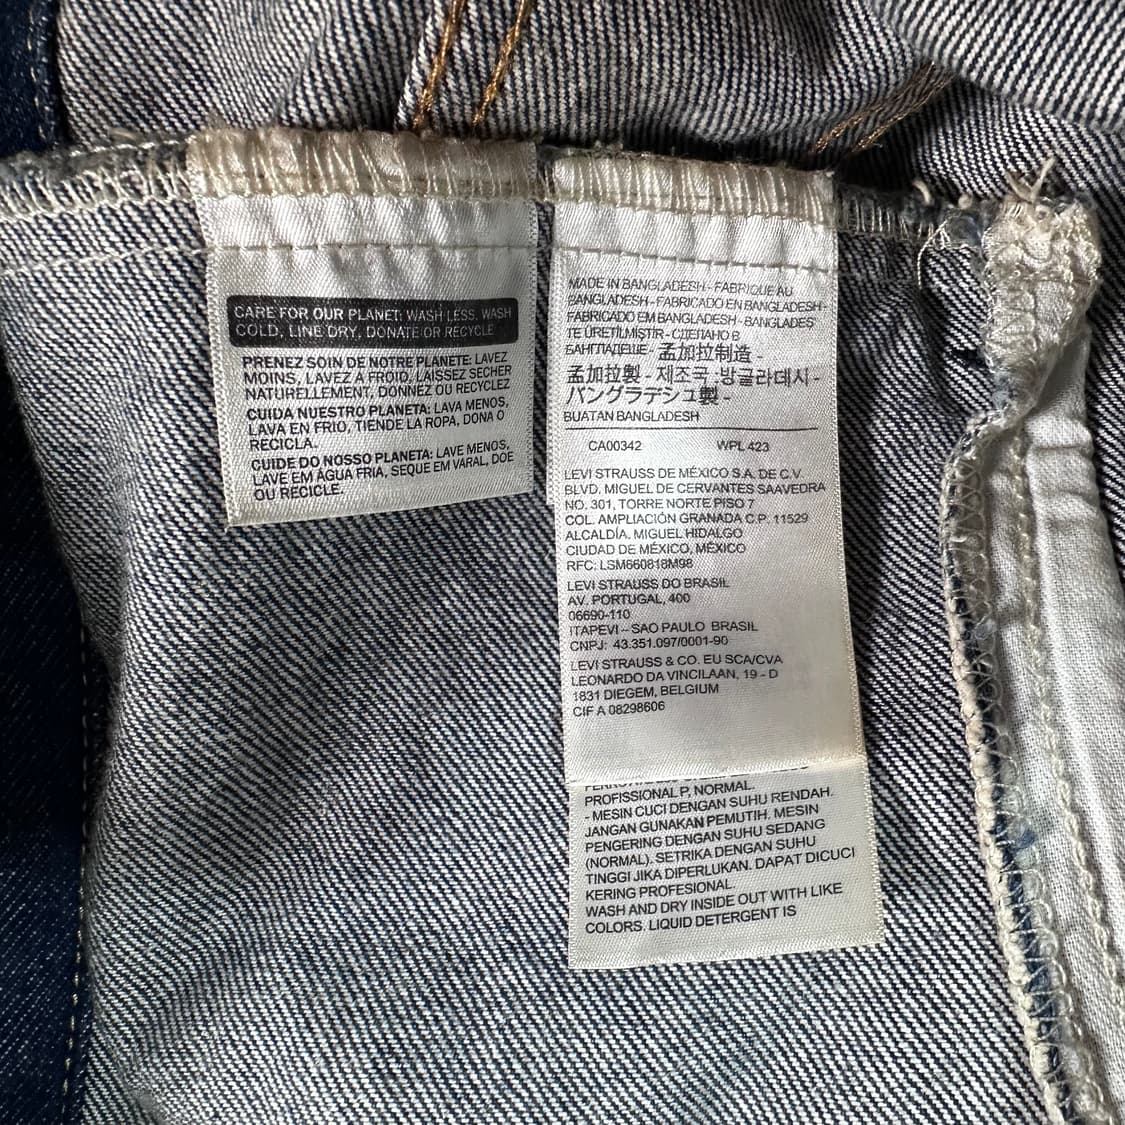 CARE FOR OUR PLANET: WASH LESS, WASH
COLD, LINE DRY, DONATE OR RECYCLE
PRENEZ SOIN DE NOTRE PLANETE: LAVEZ
MOINS, LAVEZ A FROID, LAISSEZ SECHER
NATURELLEMENT, DONNEZ OU RECYCLEZ
CUIDA NUESTRO PLANETA: LAVA MENOS,
LAVA EN FRIO, TIENDE LA ROPA, DONA O
RECICLA.
CUIDE DO NOSSO PLANETA: LAVE MENOS,
LAVE EM ÁGUA FRIA, SEQUE EM VARAL, DOE
OU RECICLE.
MADE IN BANGLADESH - FABRIQUE AU
BANGLADESH - FABRICADO EN BANGLADESH -
FABRICADO EM BANGLADESH - BANGLADES'
TE ÜRETİLMİŞTİR - СДЕЛАНО В
БАНГЛАДЕШЕ - 孟加拉制造 -
孟加拉製 - 제조국 -방글라데시 -
バングラデシュ製 -
BUATAN BANGLADESH
CA00342 WPL 423
LEVI STRAUSS DE MÉXICO S.A. DE C.V.
BLVD. MIGUEL DE CERVANTES SAAVEDRA
NO. 301, TORRE NORTE PISO 7
COL. AMPLIACIÓN GRANADA C.P. 11529
ALCALDÍA. MIGUEL HIDALGO
CIUDAD DE MÉXICO, MÉXICO
RFC: LSM660818M98
LEVI STRAUSS DO BRASIL
AV. PORTUGAL, 400
06690-110
ITAPEVI – SAO PAULO BRASIL
CNPJ: 43.351.097/0001-90
LEVI STRAUSS & CO. EU SCA/CVA
LEONARDO DA VINCILAAN, 19 - D
1831 DIEGEM, BELGIUM
CIF A 08298606
PROFISSIONAL P, NORMAL.
- MESIN CUCI DENGAN SUHU RENDAH.
JANGAN GUNAKAN PEMUTIH. MESIN
PENGERING DENGAN SUHU SEDANG
(NORMAL). SETRIKA DENGAN SUHU
TINGGI JIKA DIPERLUKAN. DAPAT DICUCI
KERING PROFESIONAL.
WASH AND DRY INSIDE OUT WITH LIKE
COLORS. LIQUID DETERGENT IS